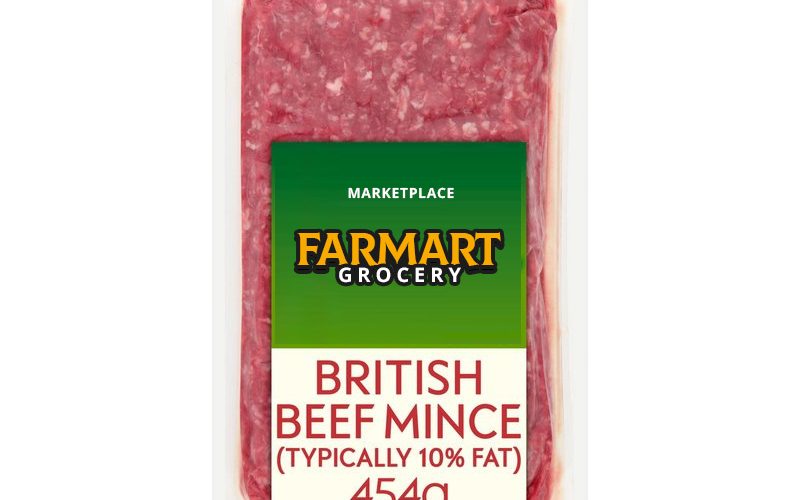 MARKETPLACE
FARMART
GROCERY
BRITISH
BEEF MINCE
(TYPICALLY 10% FAT)
454g